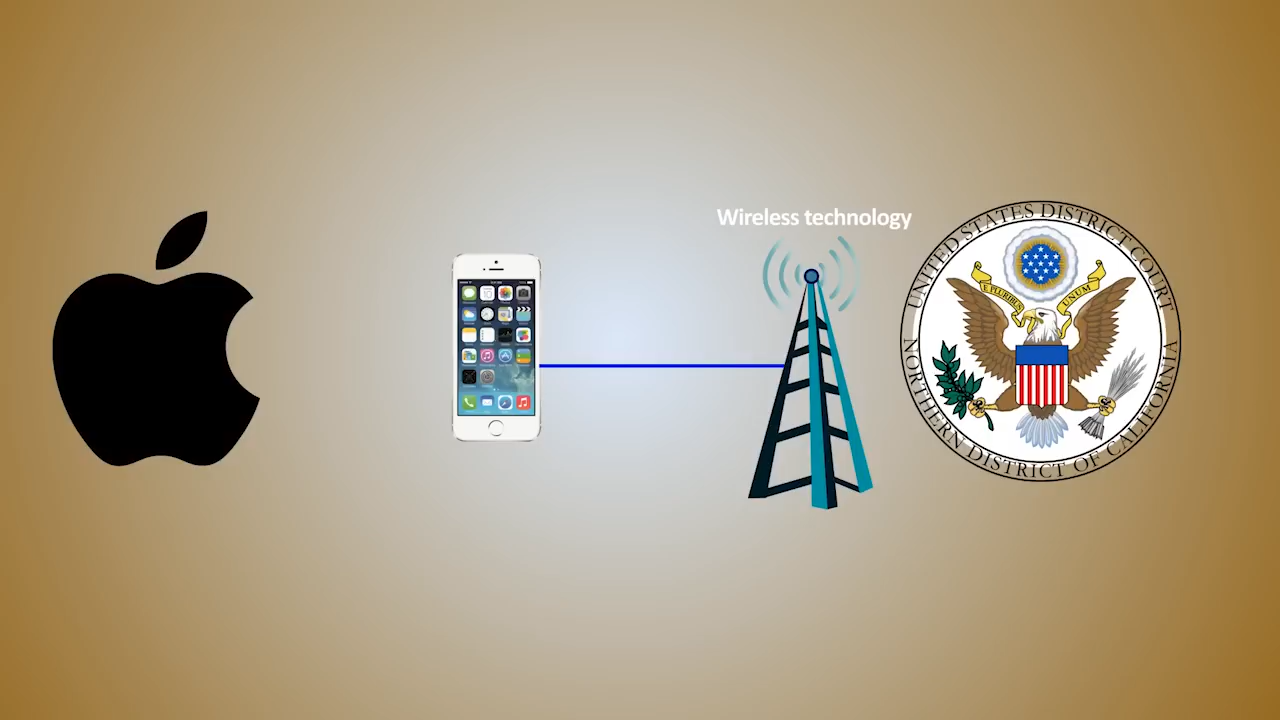 Wireless technology
UNITED STATES DISTRICT COURT
E PLURIBUS
UNUM
NORTHERN DISTRICT OF CALIFORNIA